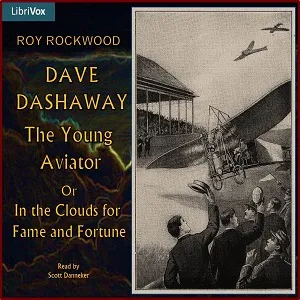 LibriVox
ROY ROCKWOOD
DAVE
DASHAWAY
The Young
Aviator
Or
In the Clouds for
Fame and Fortune
Read by
Scott Danneker